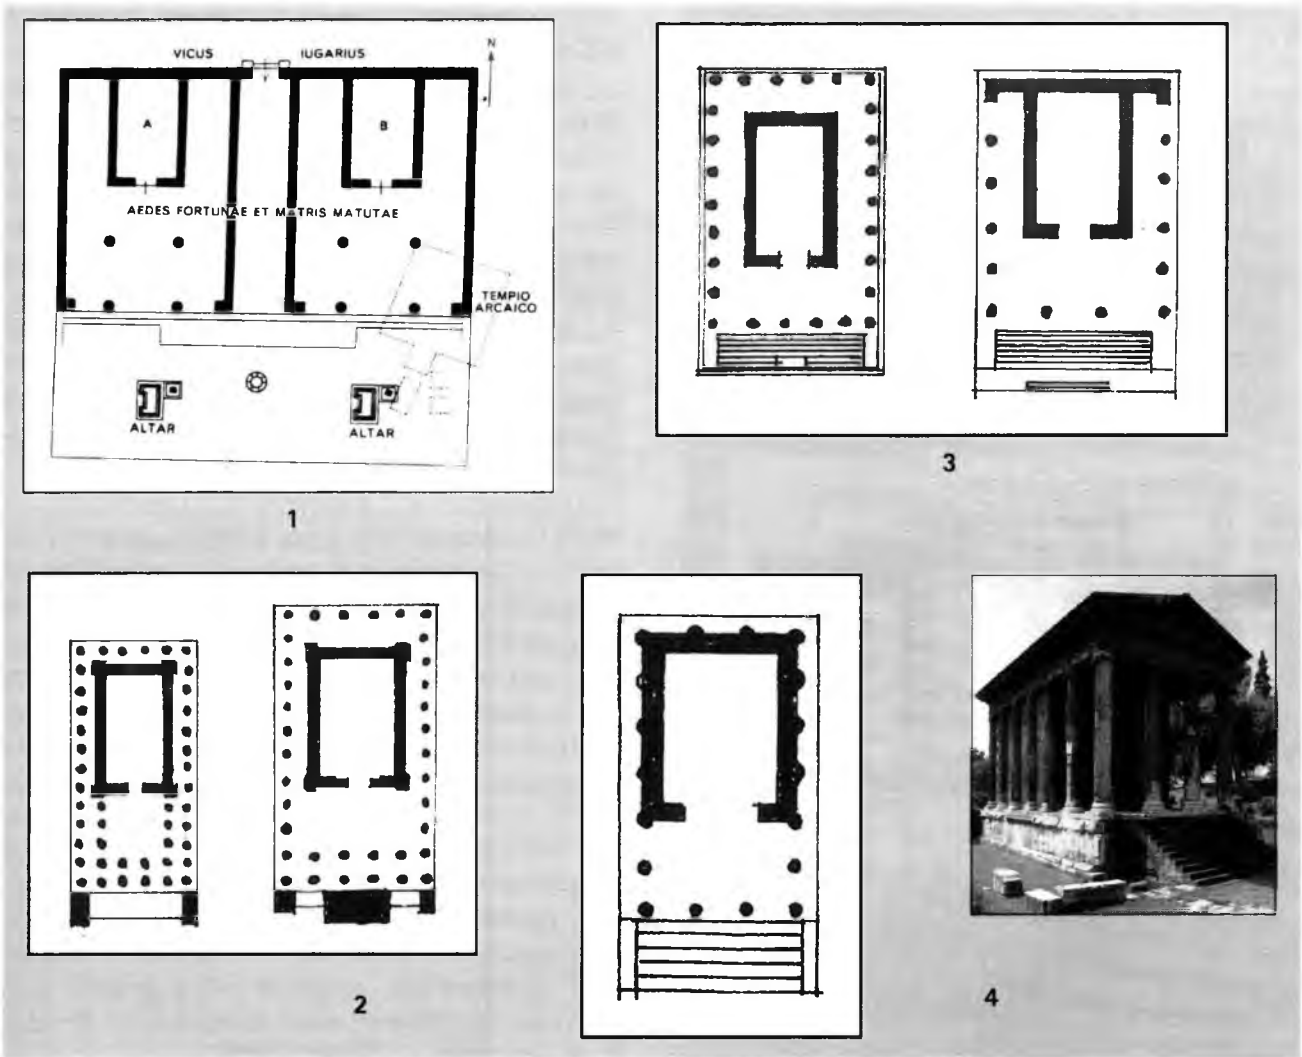 VICUS IUGARIUS
N
A
B
AEDES FORTUNAE ET MATRIS MATUTAE
TEMPIO
ARCAICO
ALTAR
ALTAR
1
3
2
4